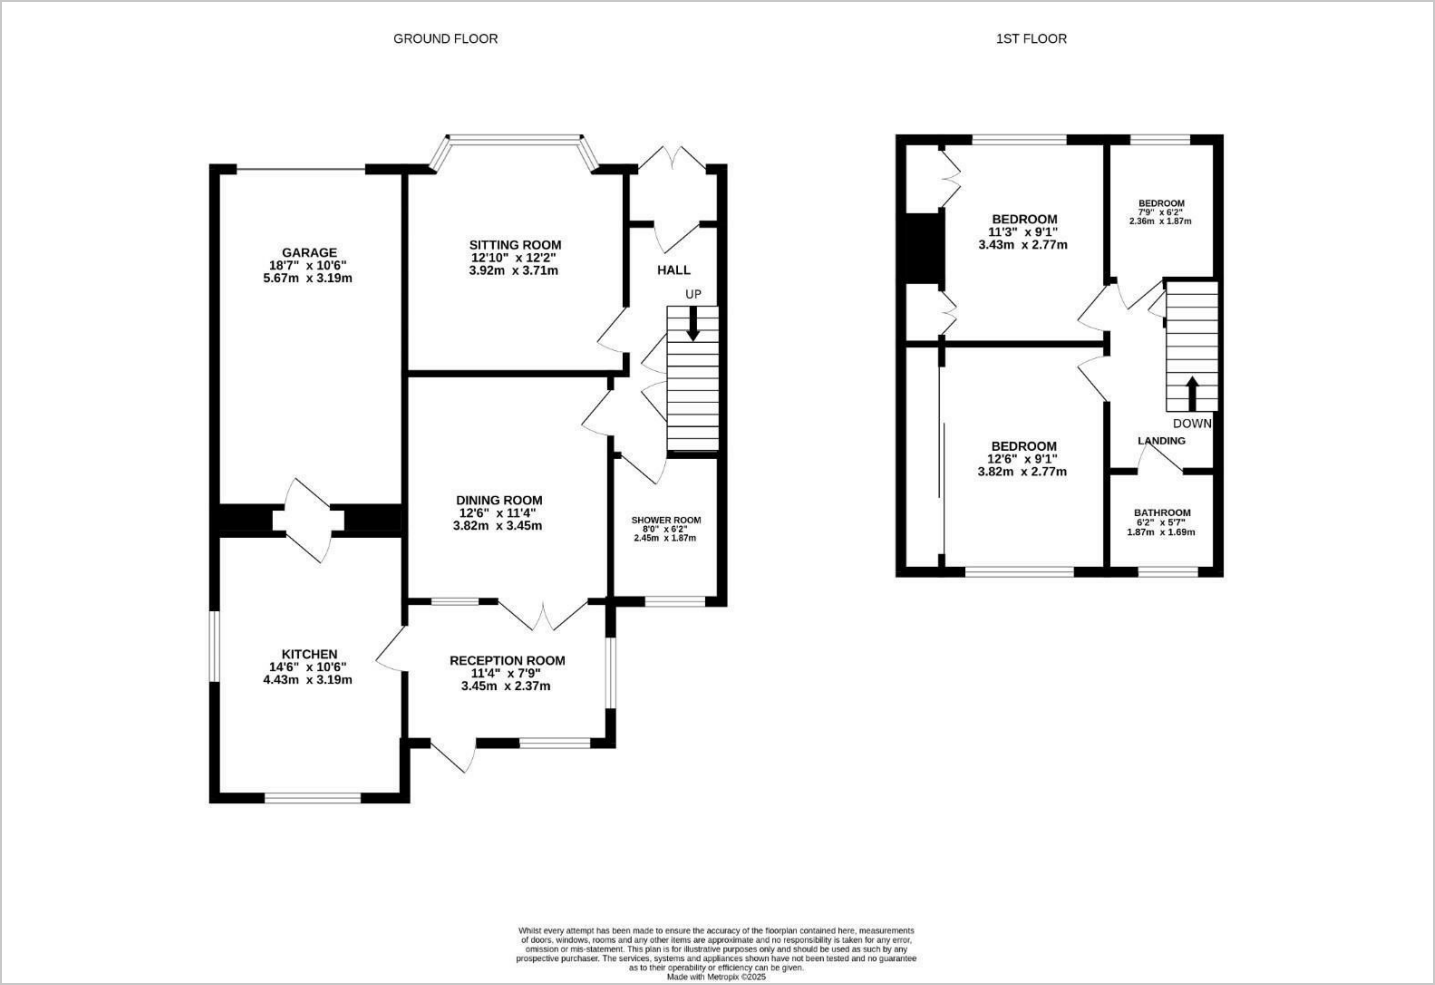 GROUND FLOOR
1ST FLOOR
GARAGE
18'7" x 10'6"
5.67m x 3.19m
SITTING ROOM
12'10" x 12'2"
3.92m x 3.71m
HALL
UP
DINING ROOM
12'6" x 11'4"
3.82m x 3.45m
SHOWER ROOM
8'0" x 6'2"
2.45m x 1.87m
KITCHEN
14'6" x 10'6"
4.43m x 3.19m
RECEPTION ROOM
11'4" x 7'9"
3.45m x 2.37m
BEDROOM
11'3" x 9'1"
3.43m x 2.77m
BEDROOM
7'9" x 6'2"
2.36m x 1.87m
BEDROOM
12'6" x 9'1"
3.82m x 2.77m
DOWN
LANDING
BATHROOM
6'2" x 5'7"
1.87m x 1.69m
Whilst every attempt has been made to ensure the accuracy of the floorplan contained here, measurements
of doors, windows, rooms and any other items are approximate and no responsibility is taken for any error,
omission or mis-statement. This plan is for illustrative purposes only and should be used as such by any
prospective purchaser. The services, systems and appliances shown have not been tested and no guarantee
as to their operability or efficiency can be given.
Made with Metropix ©2025